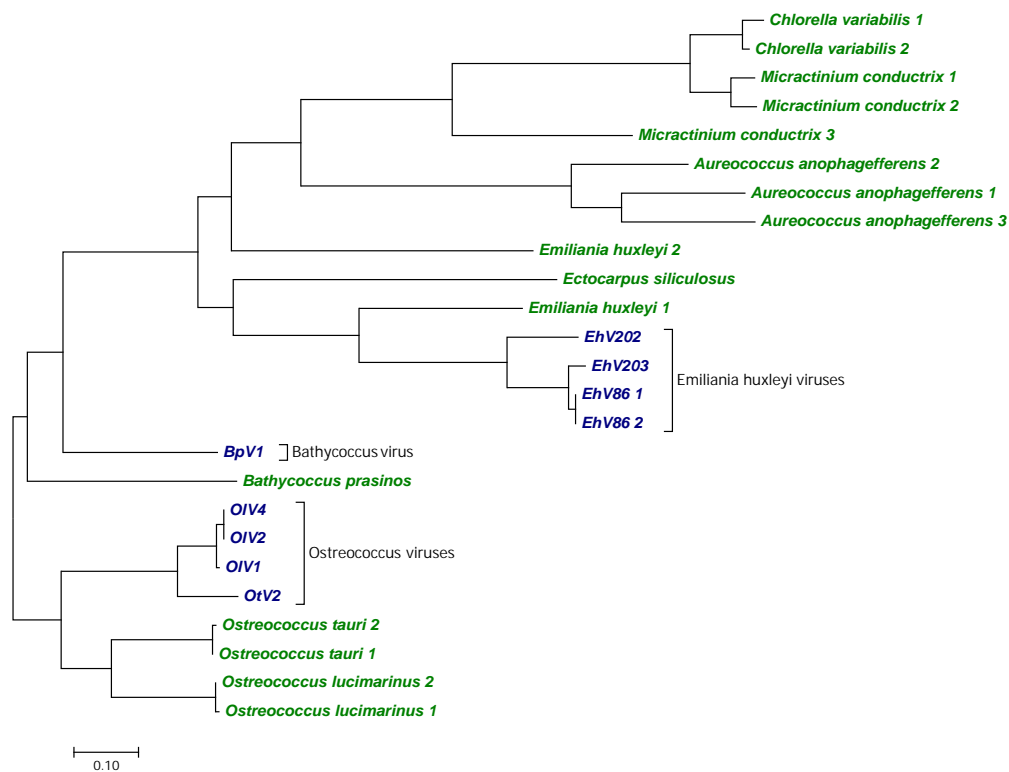 Chlorella variabilis 1
Chlorella variabilis 2
Micractinium conductrix 1
Micractinium conductrix 2
Micractinium conductrix 3
Aureococcus anophagefferens 2
Aureococcus anophagefferens 1
Aureococcus anophagefferens 3
Emiliania huxleyi 2
Ectocarpus siliculosus
Emiliania huxleyi 1
EhV202
EhV203
Emiliania huxleyi viruses
EhV86 1
EhV86 2
BpV1
Bathycoccus virus
Bathycoccus prasinos
OlV4
OlV2
Ostreococcus viruses
OlV1
OtV2
Ostreococcus tauri 2
Ostreococcus tauri 1
Ostreococcus lucimarinus 2
Ostreococcus lucimarinus 1
0.10